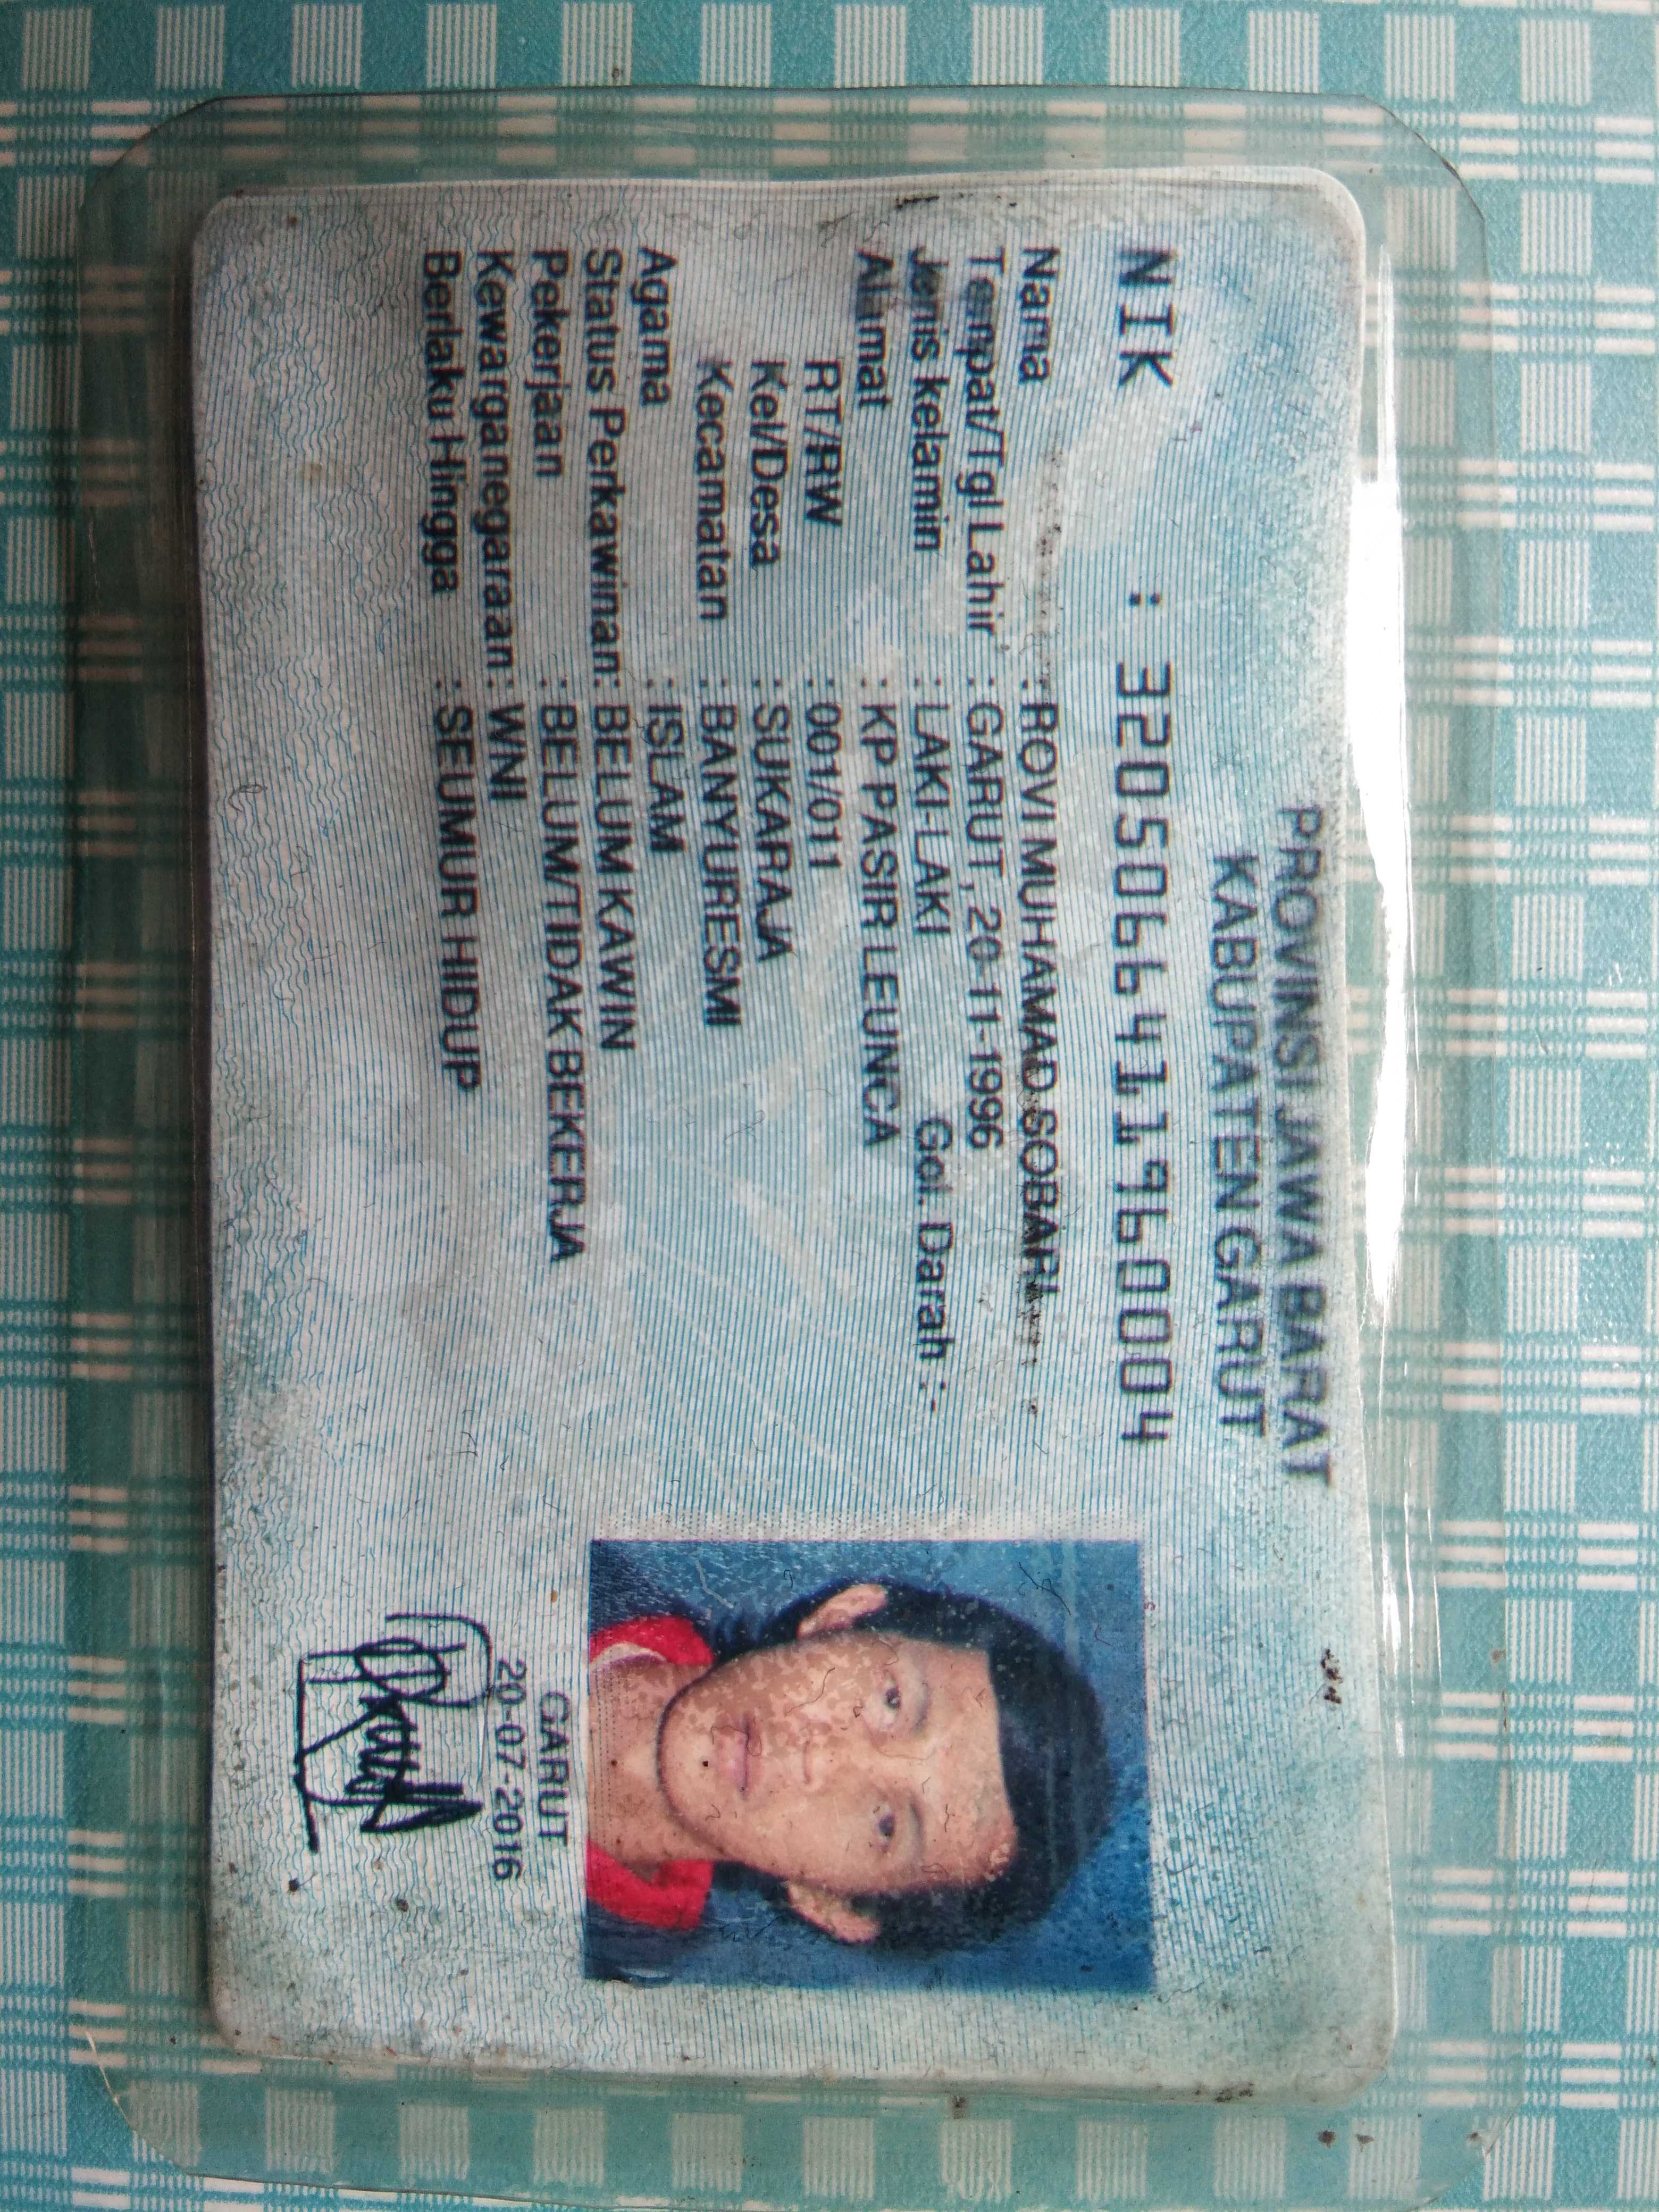 PROVINSI JAWA BARAT
KABUPATEN GARUT
NIK : 3205066411960004
Nama : ROVI MUHAMAD SOBARI
Tempat/Tgl Lahir : GARUT, 20-11-1996
Jenis kelamin : LAKI-LAKI Gol. Darah : -
Alamat : KP PASIR LEUNCA
RT/RW : 001/011
Kel/Desa : SUKARAJA
Kecamatan : BANYURESMI
Agama : ISLAM
Status Perkawinan: BELUM KAWIN
Pekerjaan : BELUM/TIDAK BEKERJA
Kewarganegaraan: WNI
Berlaku Hingga : SEUMUR HIDUP
GARUT
20-07-2016